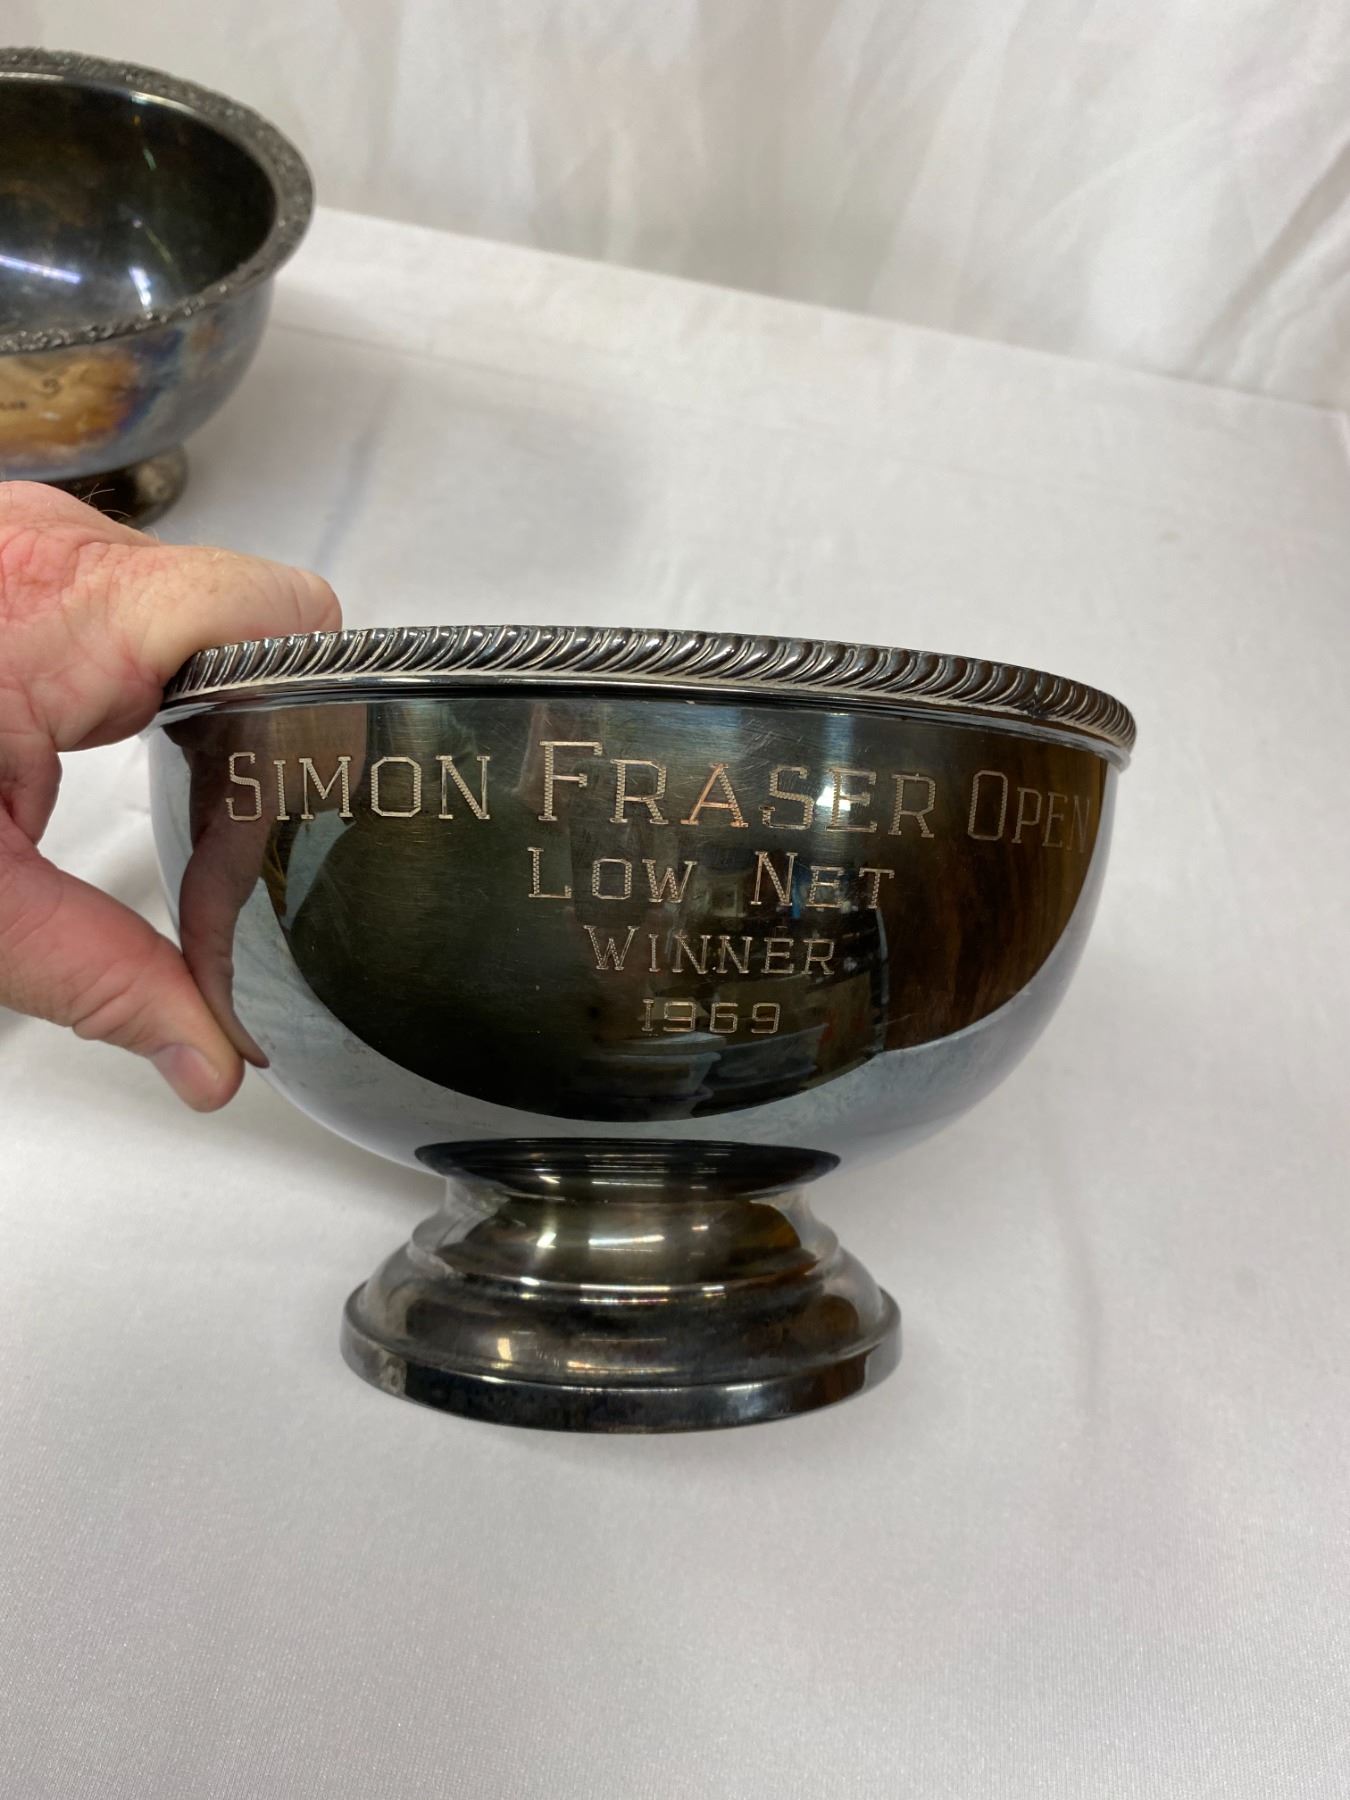 SIMON FRASER OPEN
LOW NET
WINNER
1969